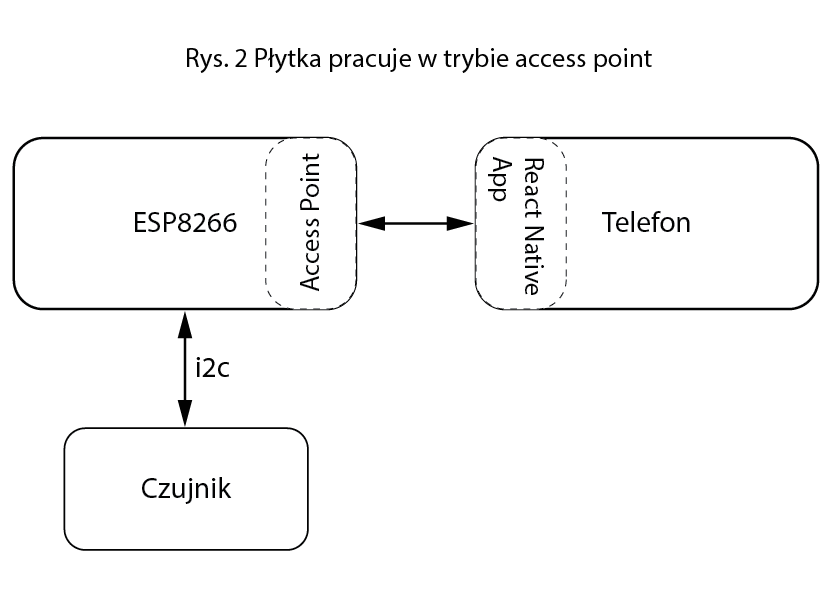 Rys. 2 Płytka pracuje w trybie access point
ESP8266
Access Point
React Native
App
Telefon
i2c
Czujnik